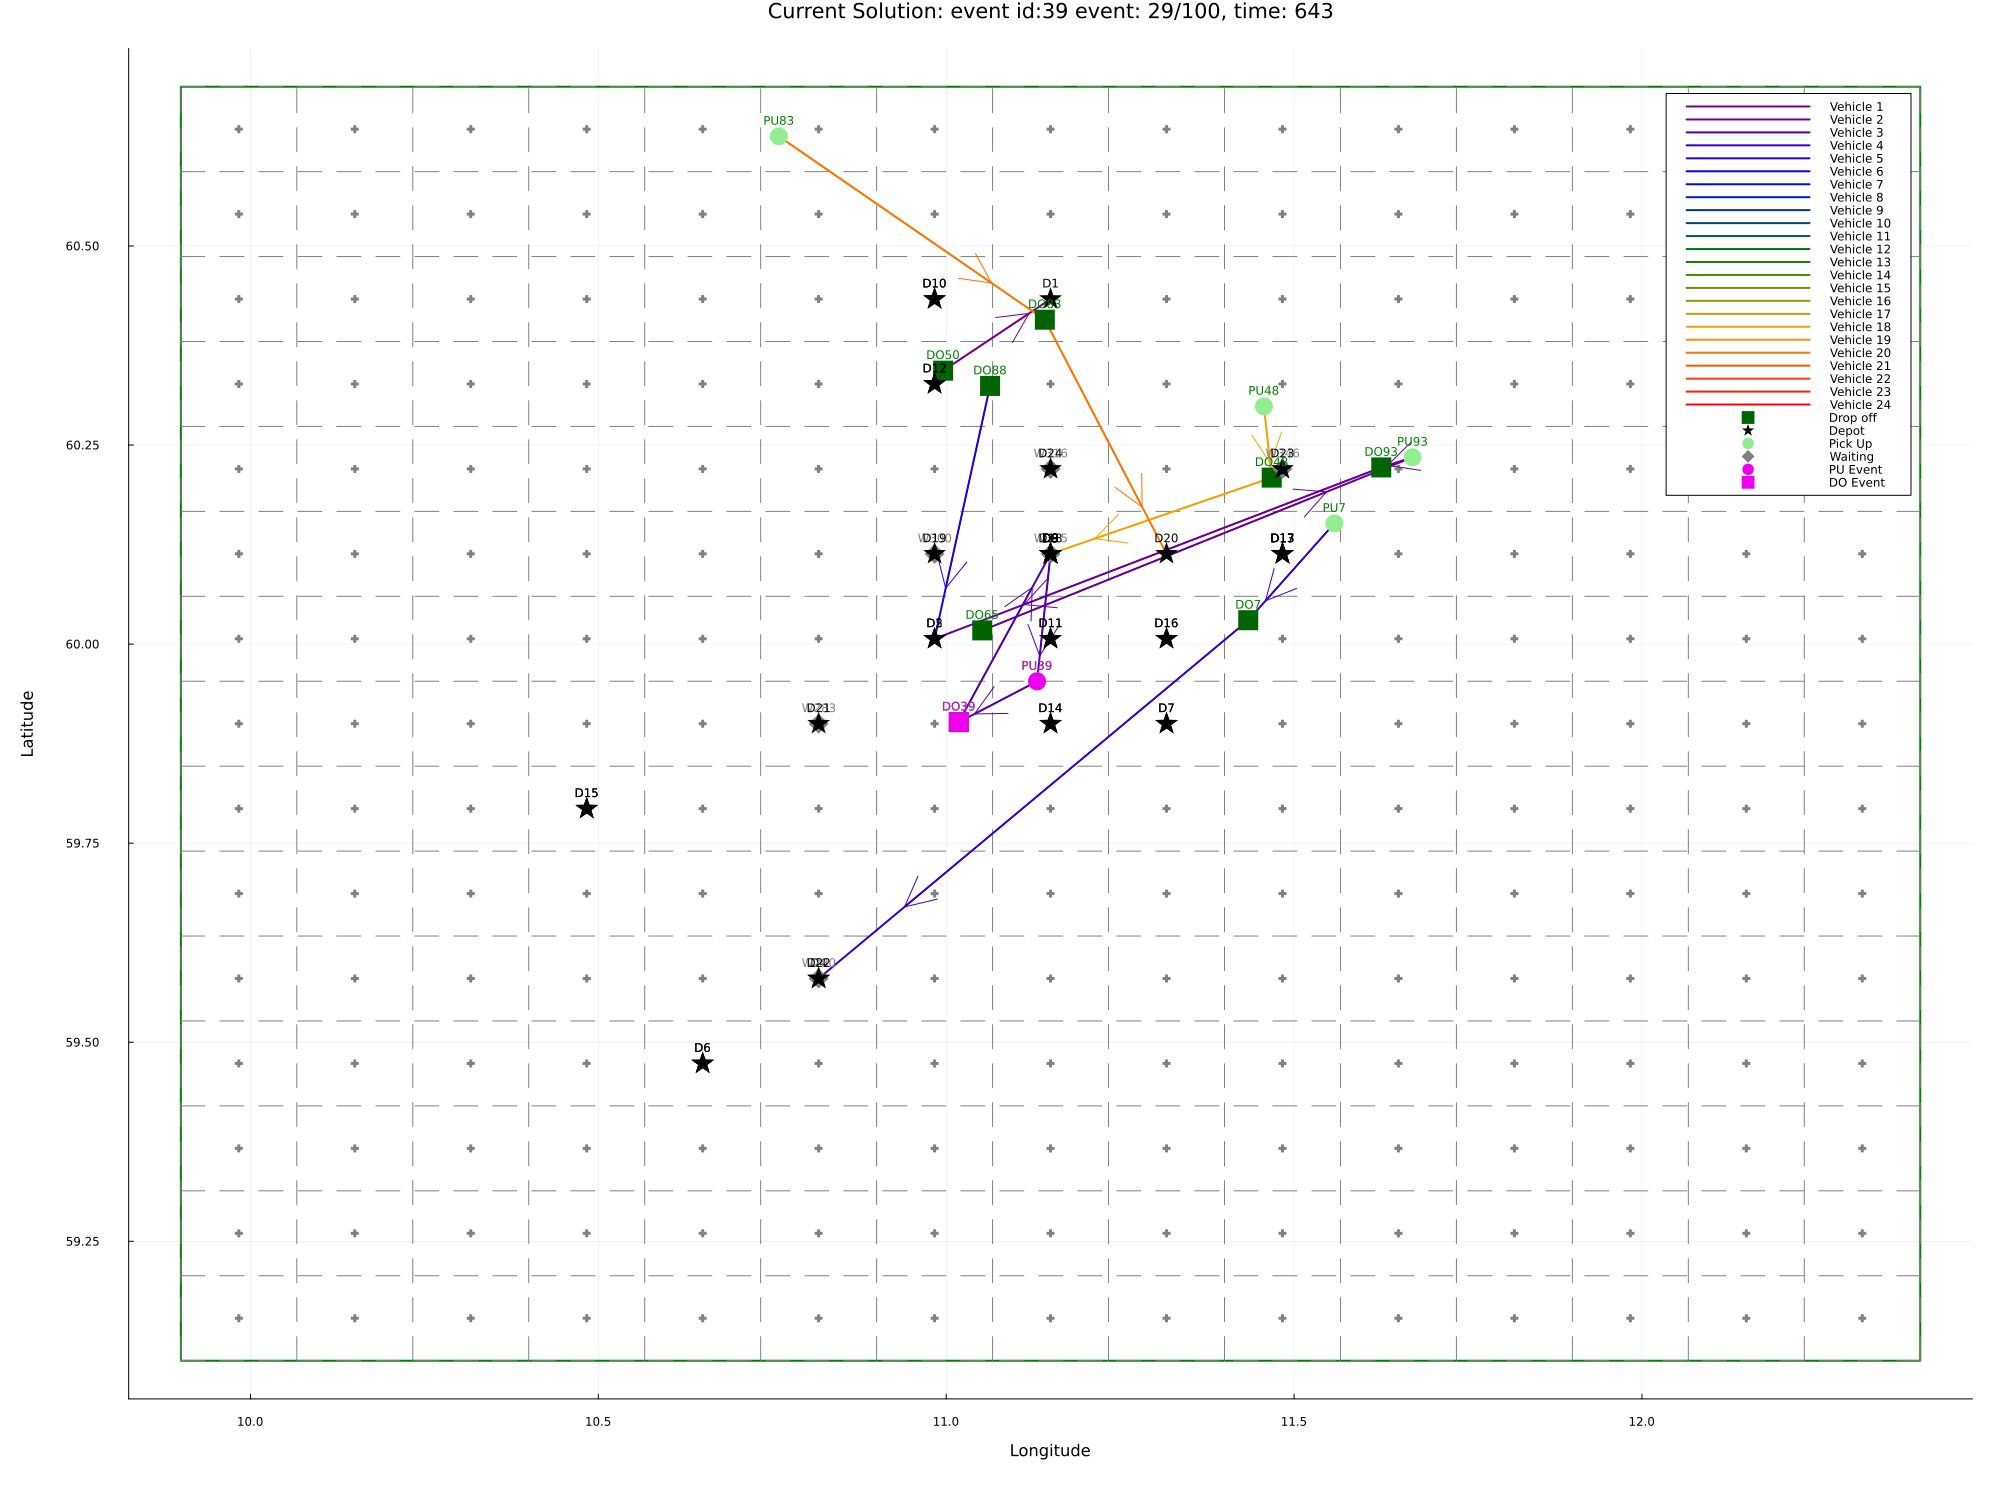 Current Solution: event id:39 event: 29/100, time: 643
Vehicle 1
Vehicle 2
Vehicle 3
Vehicle 4
Vehicle 5
Vehicle 6
Vehicle 7
Vehicle 8
Vehicle 9
Vehicle 10
Vehicle 11
Vehicle 12
Vehicle 13
Vehicle 14
Vehicle 15
Vehicle 16
Vehicle 17
Vehicle 18
Vehicle 19
Vehicle 20
Vehicle 21
Vehicle 22
Vehicle 23
Vehicle 24
Drop off
Depot
Pick Up
Waiting
PU Event
DO Event
PU83
60.50
D10 D1
DO83
DO50
D12 DO88
PU48
60.25
PU93
D24 D23 DO93
DO48
PU7
D19 D20
DO7
DO65
60.00
D11 D16
PU39
DO39
D21 D14 D7
D15
59.75
D22
59.50
D6
59.25
10.0 10.5 11.0 11.5 12.0
Longitude
Latitude